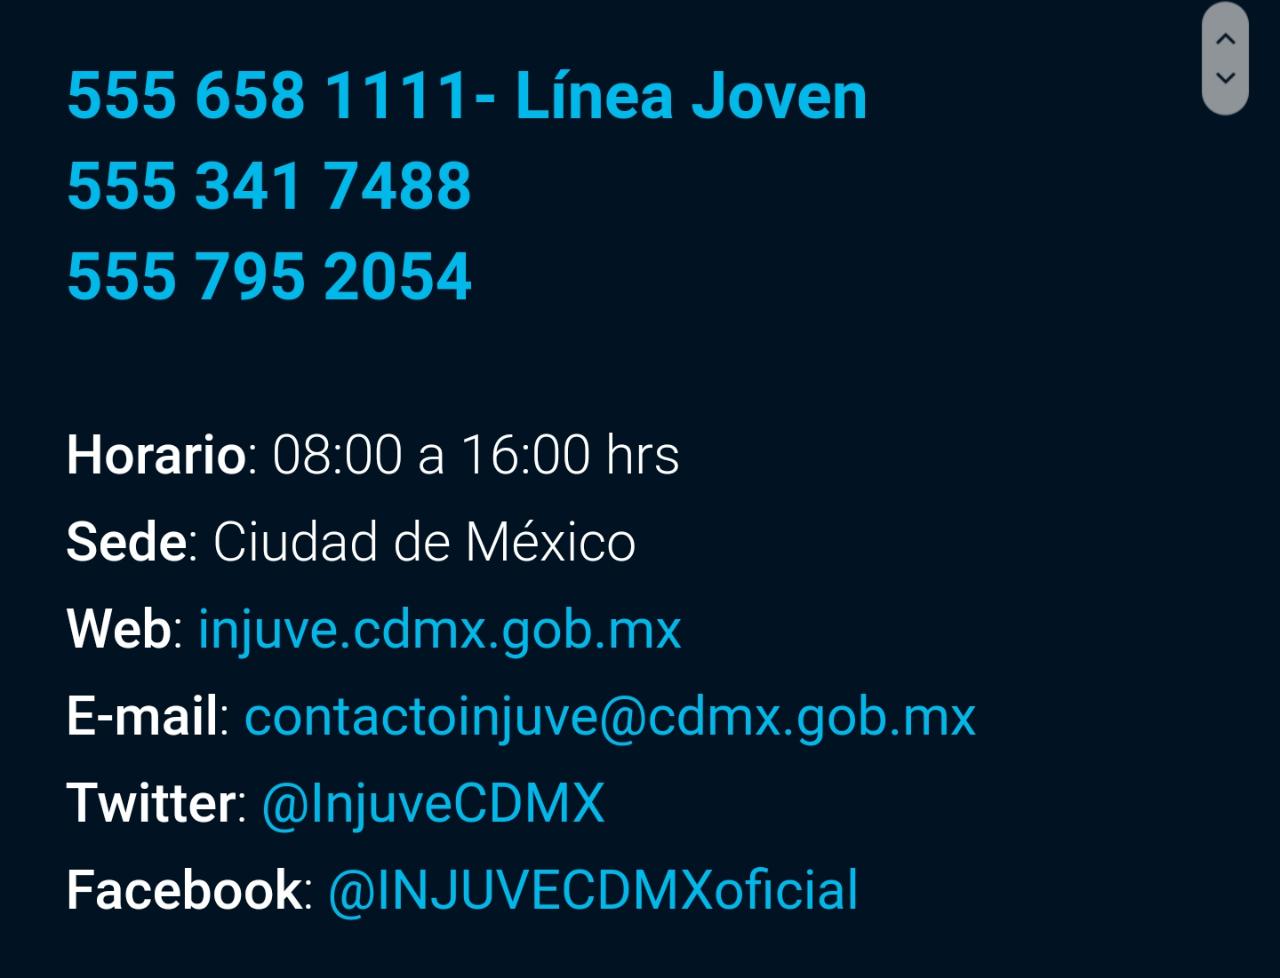 555 658 1111- Línea Joven
555 341 7488
555 795 2054
Horario: 08:00 a 16:00 hrs
Sede: Ciudad de México
Web: injuve.cdmx.gob.mx
E-mail: contactoinjuve@cdmx.gob.mx
Twitter: @InjuveCDMX
Facebook: @INJUVECDMXoficial